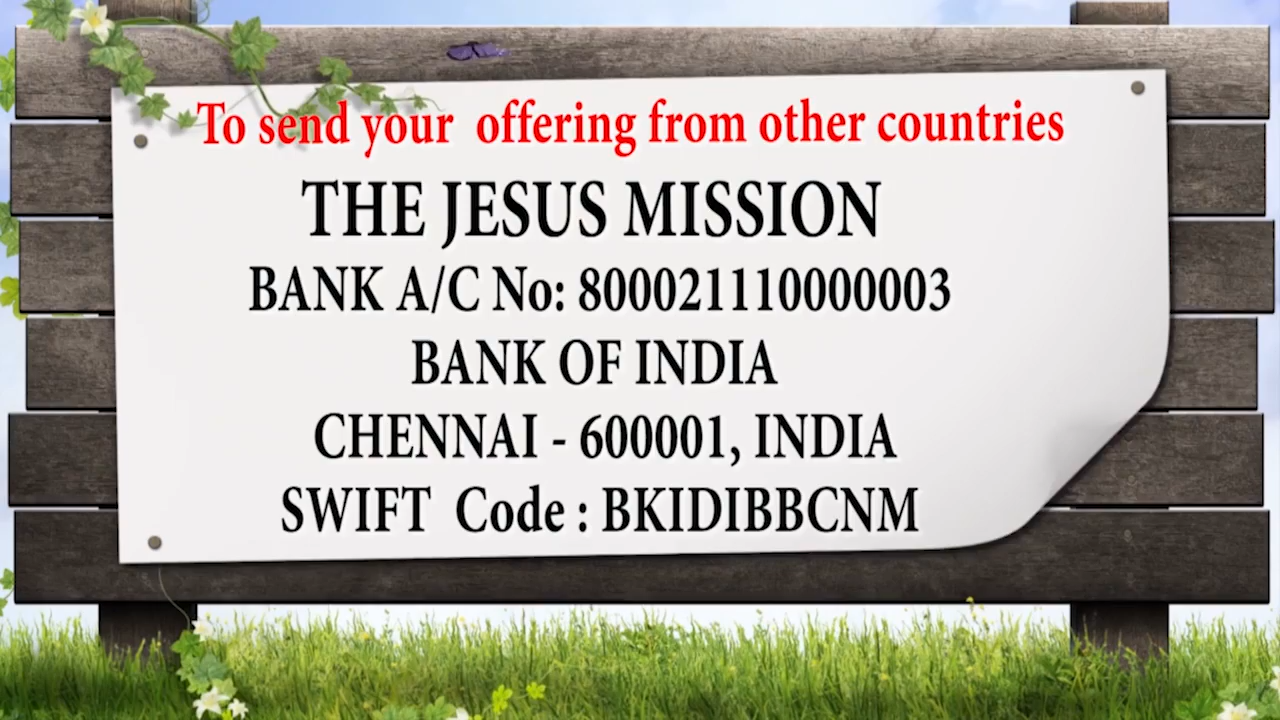 To send your offering from other countries
THE JESUS MISSION
BANK A/C No: 800021110000003
BANK OF INDIA
CHENNAI - 600001, INDIA
SWIFT Code : BKIDIBBCNM